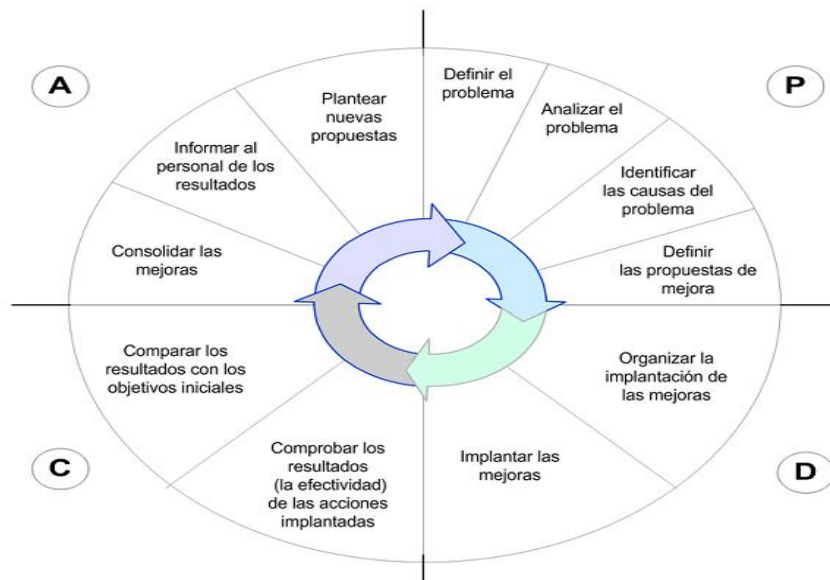 A
P
Definir el
problema
Analizar el
problema
Identificar
las causas del
problema
Definir
las propuestas de
mejora
Organizar la
implantación de
las mejoras
D
Implantar las
mejoras
Comprobar los
resultados
(la efectividad)
de las acciones
implantadas
C
Comparar los
resultados con los
objetivos iniciales
Consolidar las
mejoras
Informar al
personal de los
resultados
Plantear
nuevas
propuestas